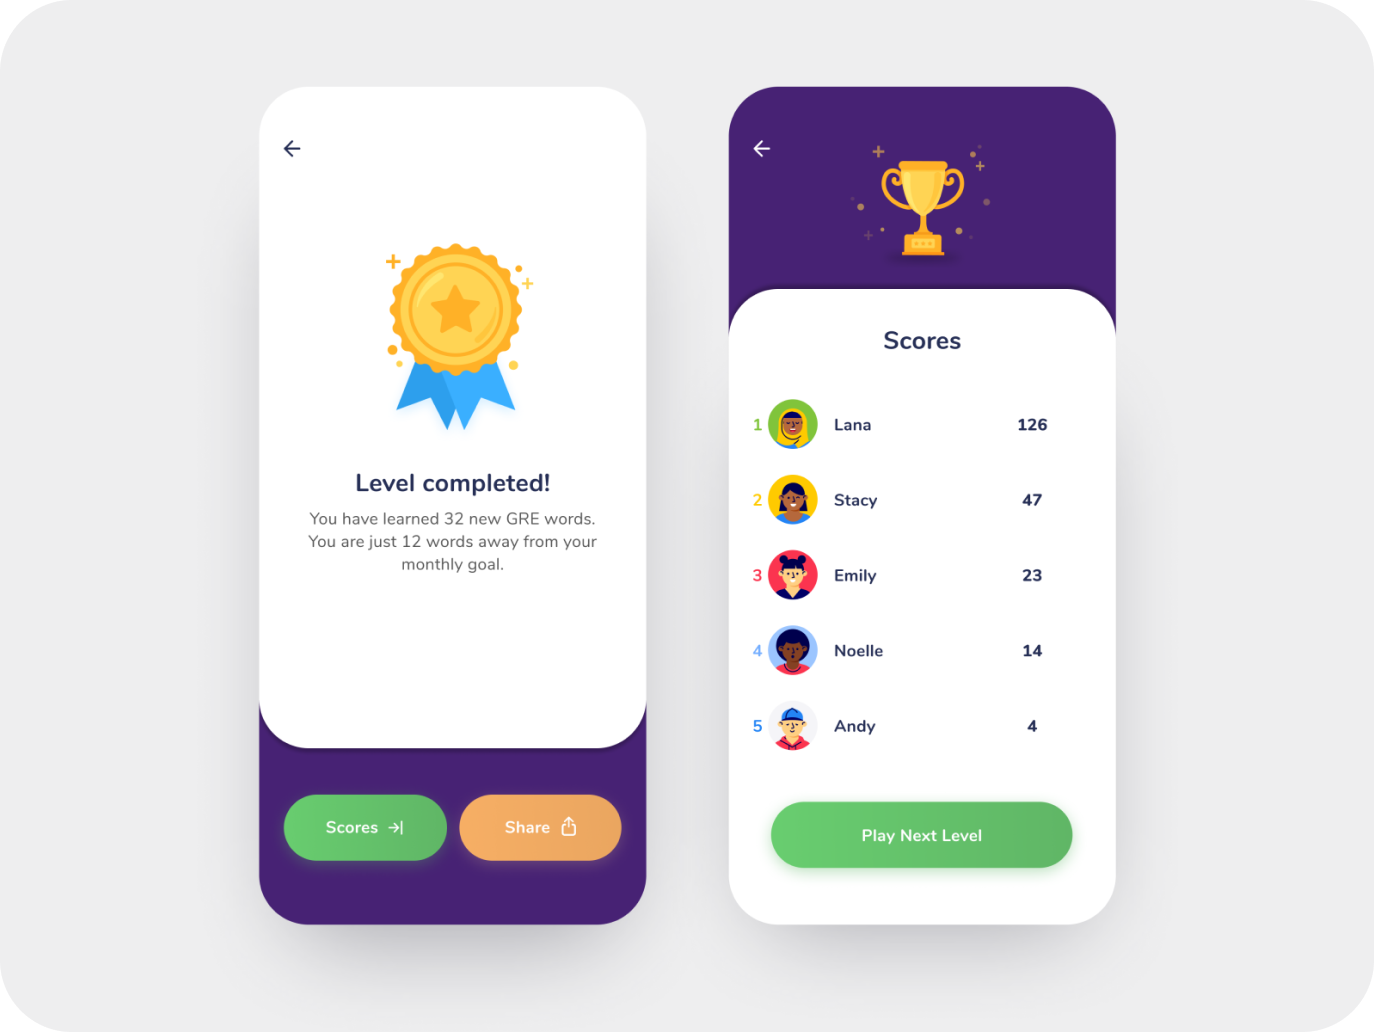 Level completed!
You have learned 32 new GRE words.
You are just 12 words away from your
monthly goal.
Scores
Share
Scores
1 Lana 126
2 Stacy 47
3 Emily 23
4 Noelle 14
5 Andy 4
Play Next Level